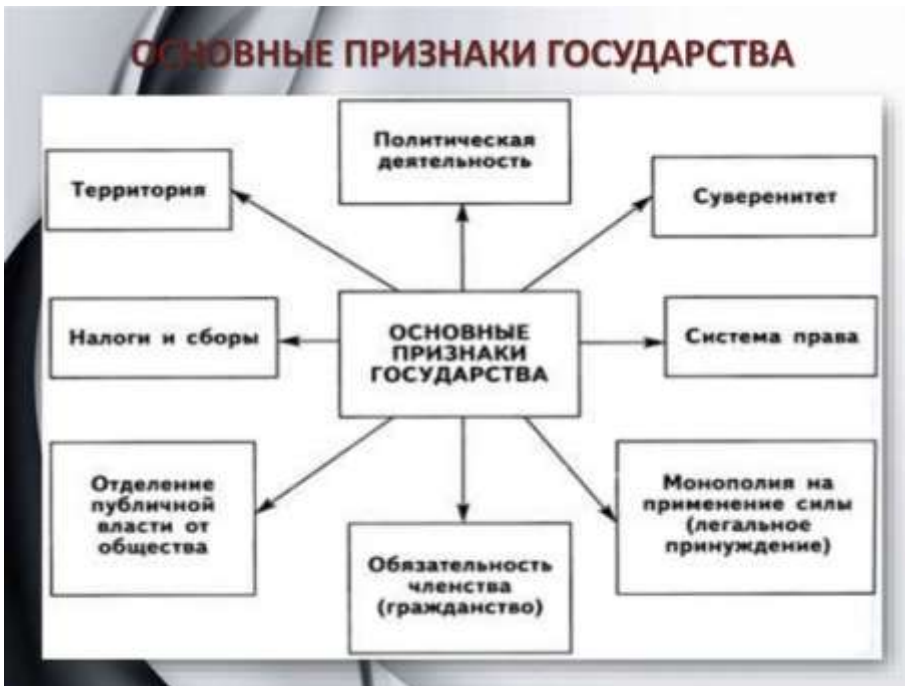 ОСНОВНЫЕ ПРИЗНАКИ ГОСУДАРСТВА
Политическая
деятельность
Территория
Суверенитет
Налоги и сборы
ОСНОВНЫЕ
ПРИЗНАКИ
ГОСУДАРСТВА
Система права
Отделение
публичной
власти от
общества
Обязательность
членства
(гражданство)
Монополия на
применение силы
(легальное
принуждение)